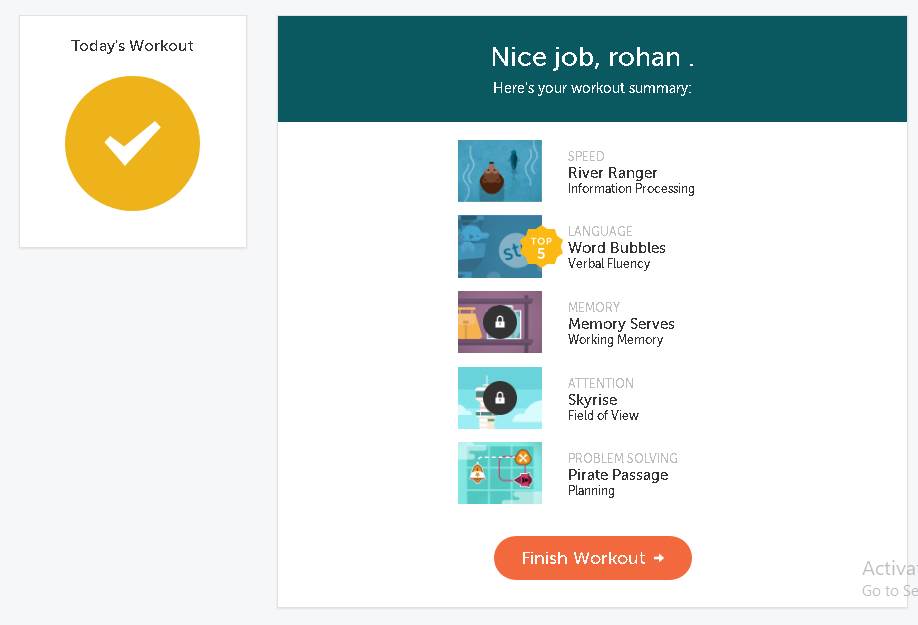 Today's Workout
Nice job, rohan .
Here's your workout summary:
SPEED
River Ranger
Information Processing
LANGUAGE
TOP
5
st
Word Bubbles
Verbal Fluency
MEMORY
Memory Serves
Working Memory
ATTENTION
Skyrise
Field of View
PROBLEM SOLVING
Pirate Passage
Planning
Finish Workout
Go to Se